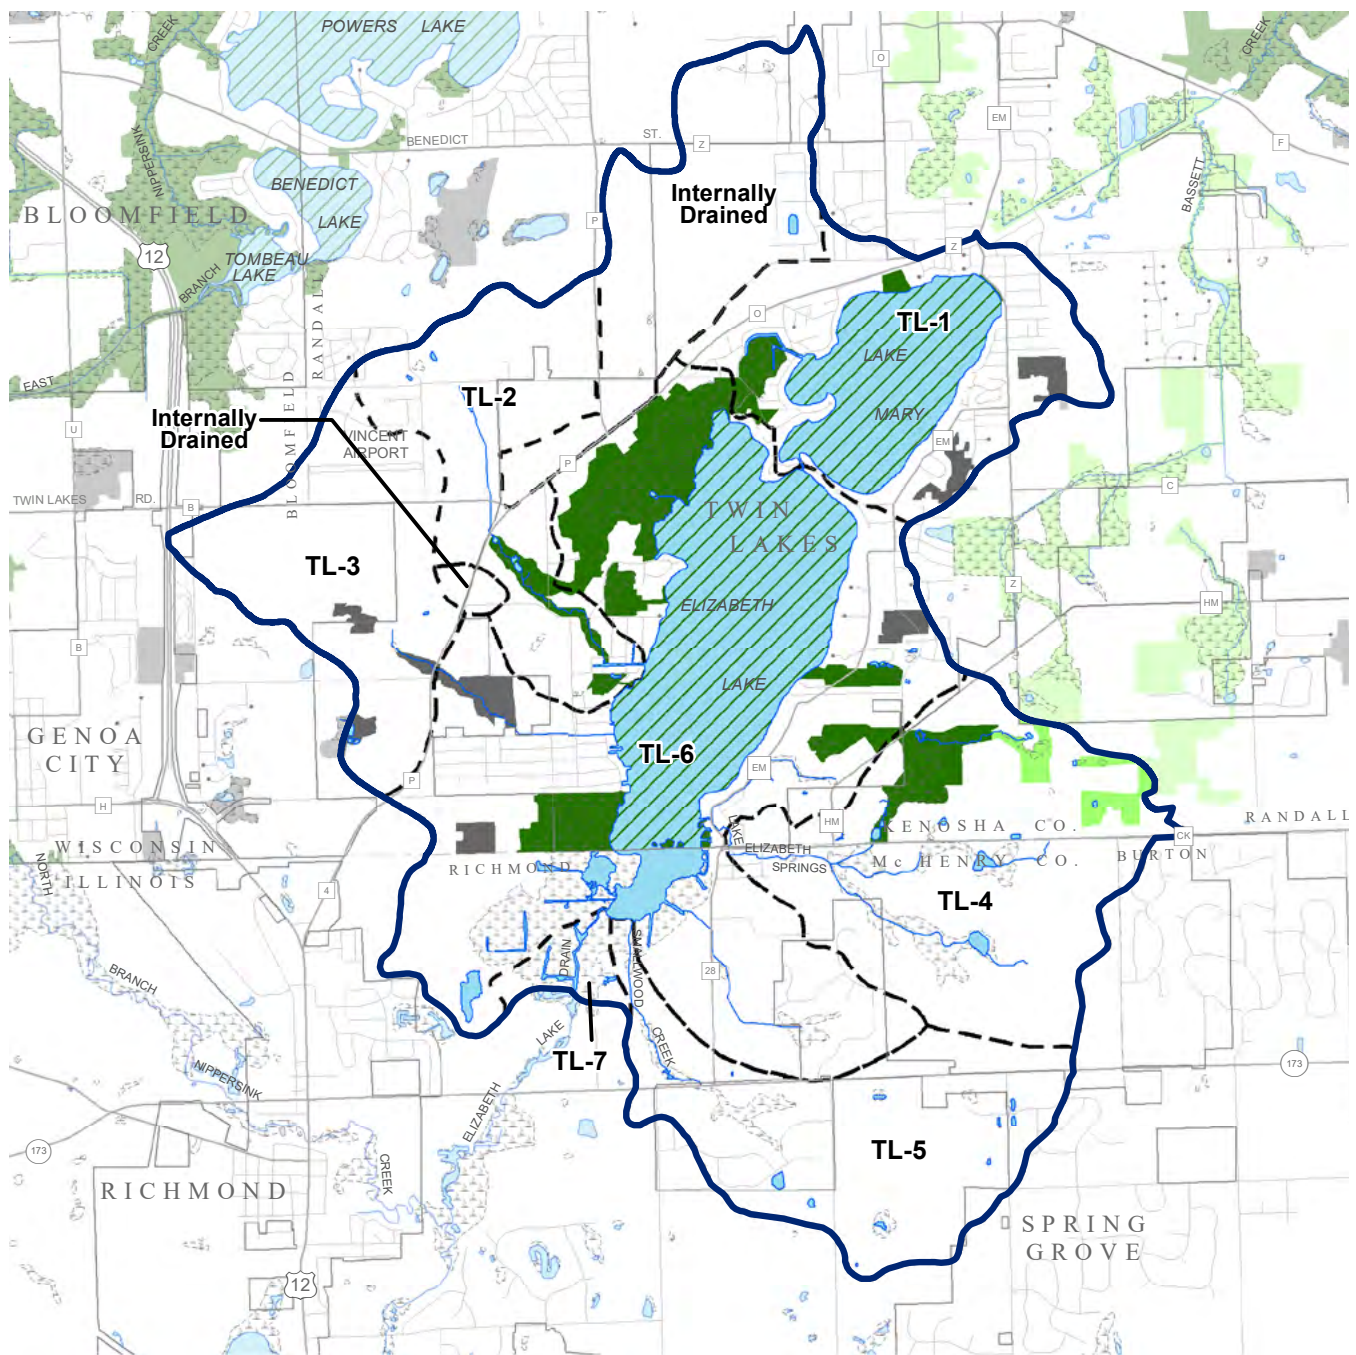 POWERS LAKE
CREEK
CREEK
O
EM
F
BENEDICT
ST.
Z
NIPPERSINK
BENEDICT
LAKE
Internally
Drained
BASSETT
BLOOMFIELD
P
12
TOMBEAU
LAKE
BRANCH
Z
RANDALL
O
TL-1
LAKE
EAST
BLOOMFIELD
TL-2
MARY
Internally
Drained
U
VINCENT
AIRPORT
EM
P
TWIN LAKES
RD.
B
C
TWIN
LAKES
TL-3
Z
ELIZABETH
HM
B
LAKE
GENOA
CITY
TL-6
P
EM
H
HM
LAKE
KENOSHA CO.
RANDALL
CK
WISCONSIN
ELIZABETH
SPRINGS
McHENRY CO.
BURTON
NORTH
ILLINOIS
RICHMOND
4
TL-4
DRAIN
SMALLWOOD
BRANCH
28
LAKE
CREEK
TL-7
173
NIPPERSINK
ELIZABETH
173
TL-5
CREEK
RICHMOND
SPRING
GROVE
12